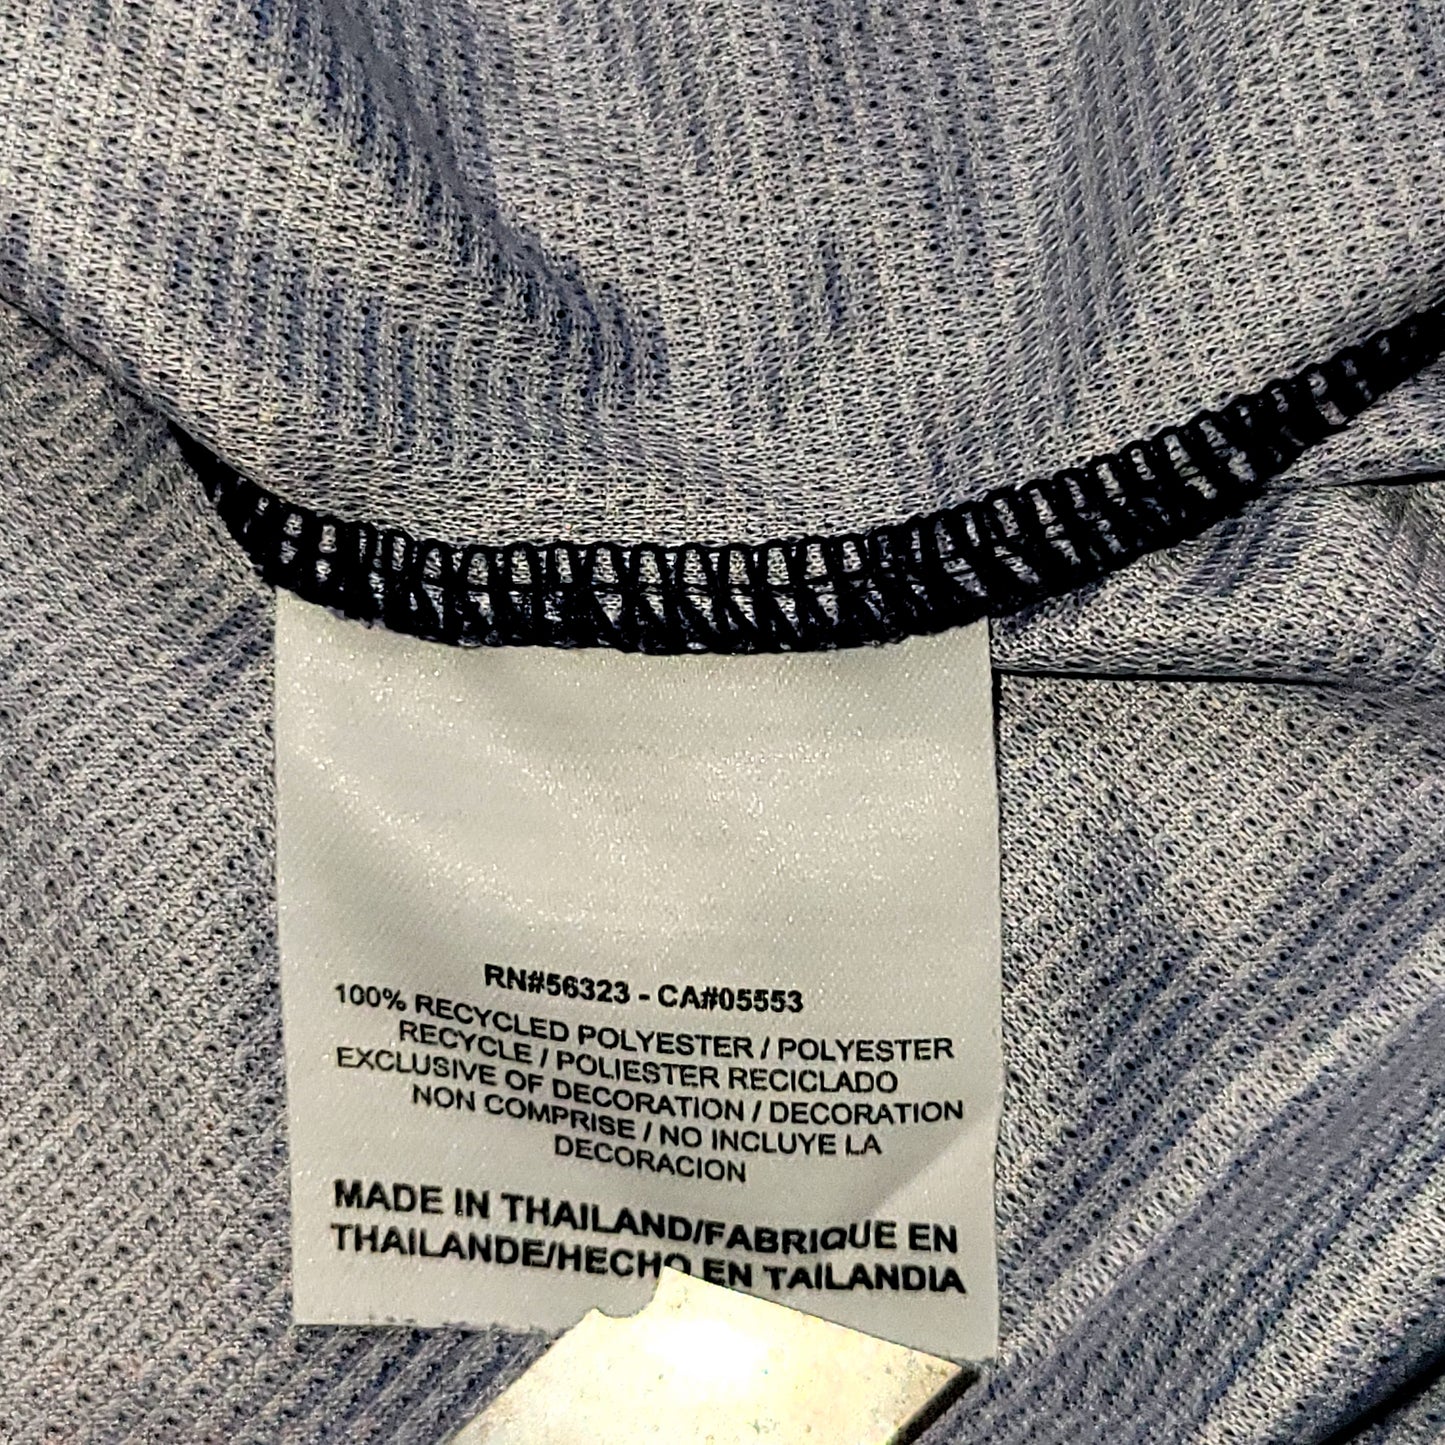 RN#56323 - CA#05553
100% RECYCLED POLYESTER / POLYESTER
RECYCLE / POLIESTER RECICLADO
EXCLUSIVE OF DECORATION / DECORATION
NON COMPRISE / NO INCLUYE LA
DECORACION
MADE IN THAILAND/FABRIQUE EN
THAILANDE/HECHO EN TAILANDIA